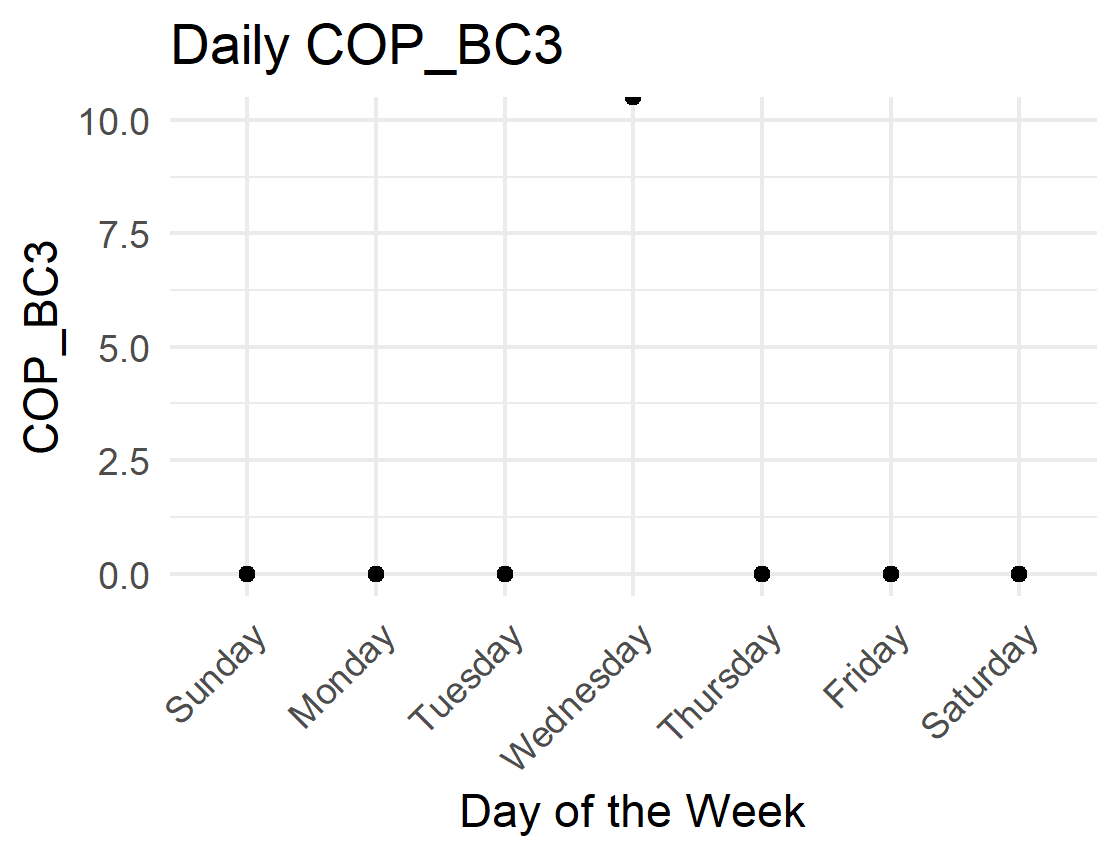 Daily COP_BC3
10.0
7.5
5.0
2.5
0.0
COP_BC3
Sunday
Monday
Tuesday
Wednesday
Thursday
Friday
Saturday
Day of the Week